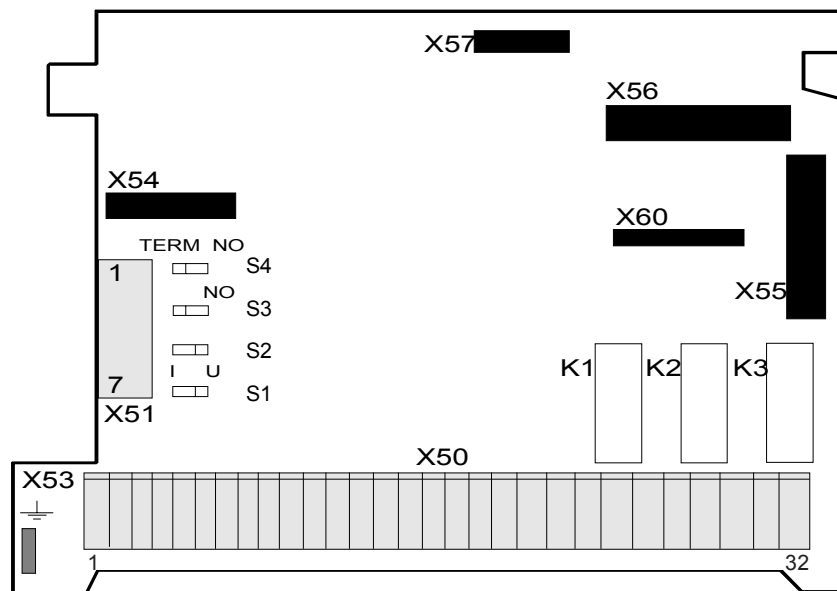 X57
X56
X54
X60
TERM NO
1
S4
NO
X55
S3
S2
K1
K2
K3
I U
7
S1
X51
X50
X53
1
32